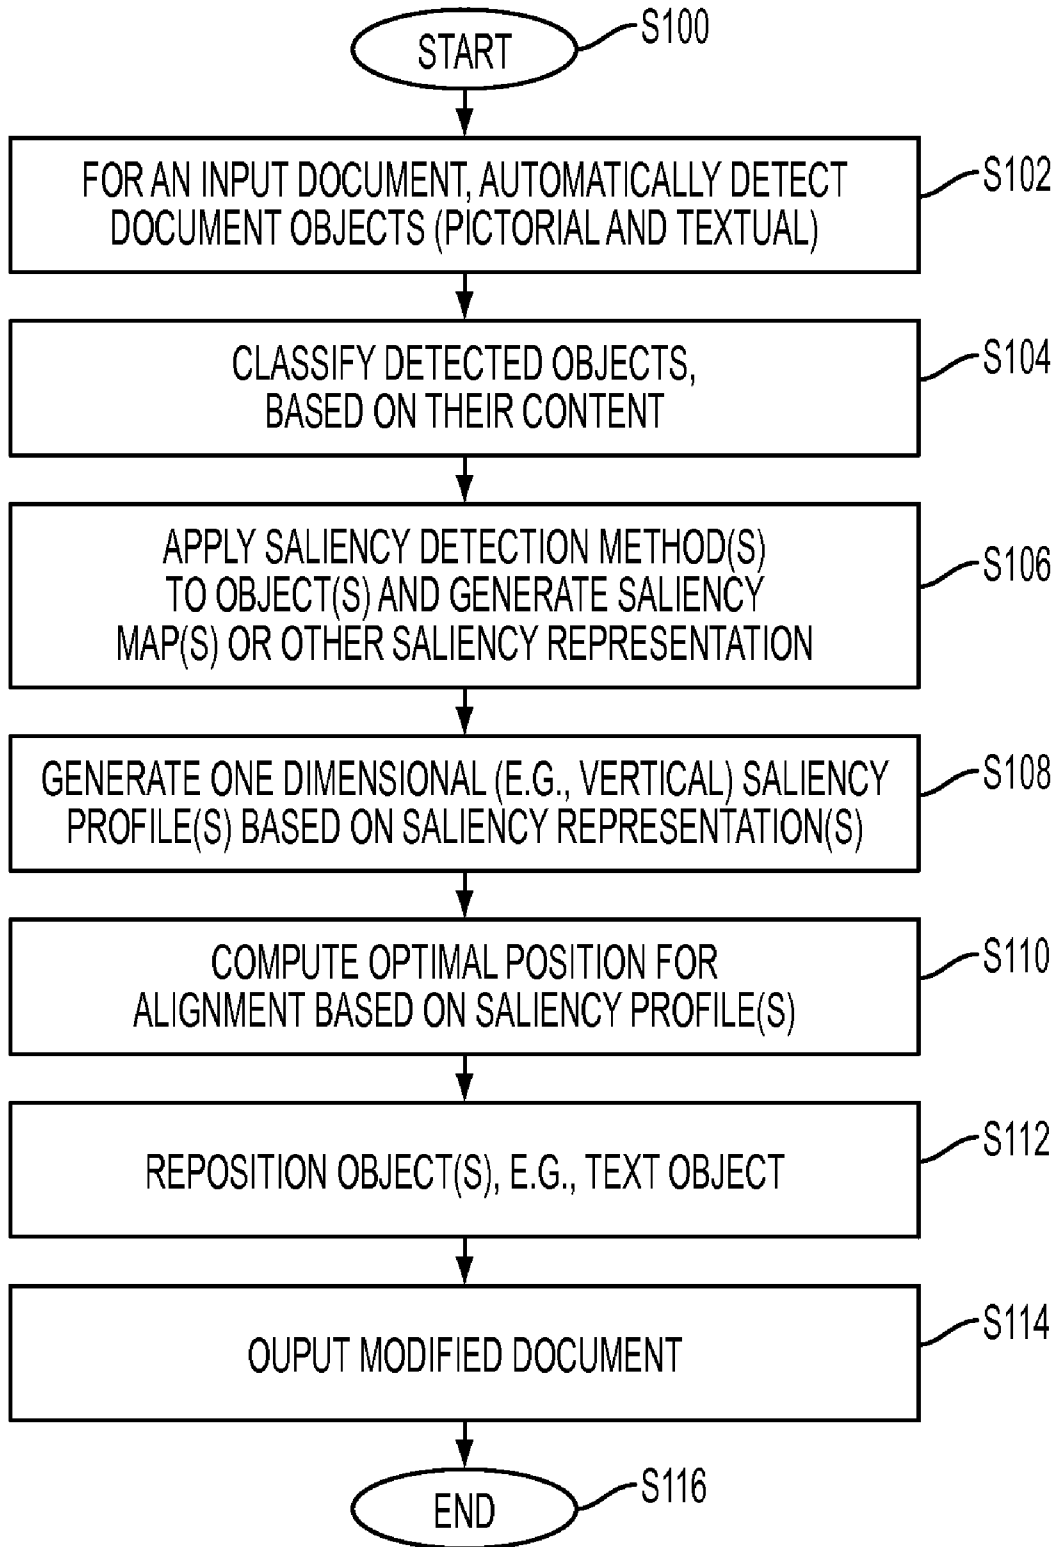 START
S100
FOR AN INPUT DOCUMENT, AUTOMATICALLY DETECT
DOCUMENT OBJECTS (PICTORIAL AND TEXTUAL)
S102
CLASSIFY DETECTED OBJECTS,
BASED ON THEIR CONTENT
S104
APPLY SALIENCY DETECTION METHOD(S)
TO OBJECT(S) AND GENERATE SALIENCY
MAP(S) OR OTHER SALIENCY REPRESENTATION
S106
GENERATE ONE DIMENSIONAL (E.G., VERTICAL) SALIENCY
PROFILE(S) BASED ON SALIENCY REPRESENTATION(S)
S108
COMPUTE OPTIMAL POSITION FOR
ALIGNMENT BASED ON SALIENCY PROFILE(S)
S110
REPOSITION OBJECT(S), E.G., TEXT OBJECT
S112
OUPUT MODIFIED DOCUMENT
S114
END
S116